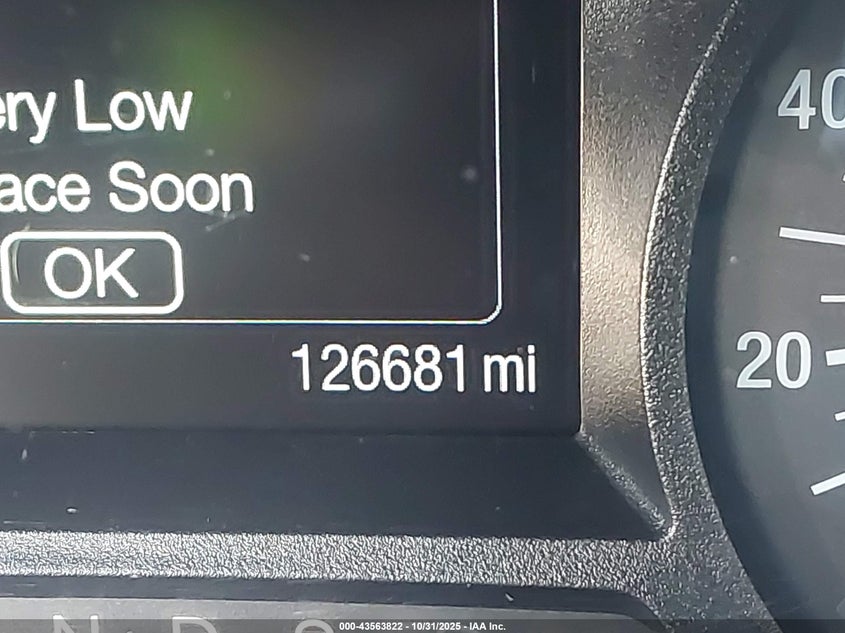 ery Low
ace Soon
OK
126681 mi
40
20
N D S
000-43563822 - 10/31/2025 - IAA Inc.